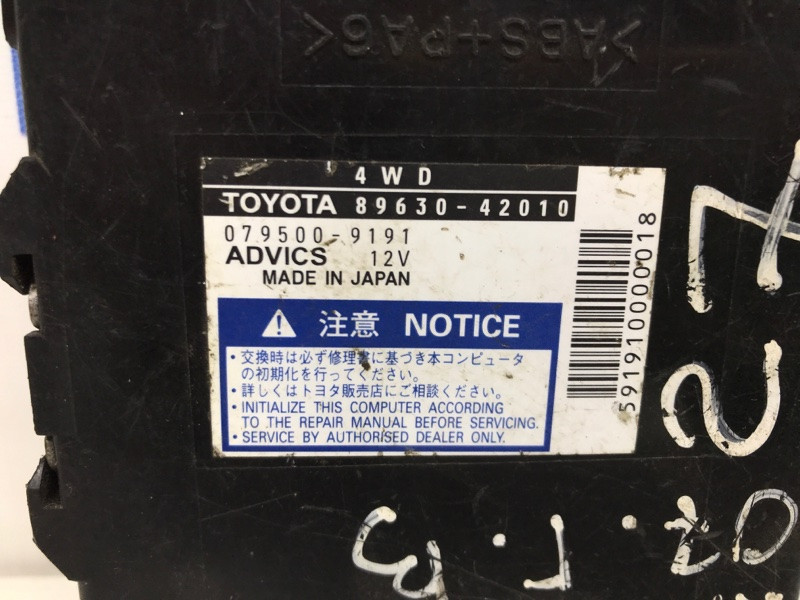 >ABS+PA6<
4WD
TOYOTA 89630-42010
079500-9191
ADVICS 12V
MADE IN JAPAN
注意 NOTICE
・交換時は必ず修理書に基づき本コンピュータ
の初期化を行ってください。
・詳しくはトヨタ販売店にご相談ください。
・INITIALIZE THIS COMPUTER ACCORDING
TO THE REPAIR MANUAL BEFORE SERVICING.
・SERVICE BY AUTHORISED DEALER ONLY.
591910000018